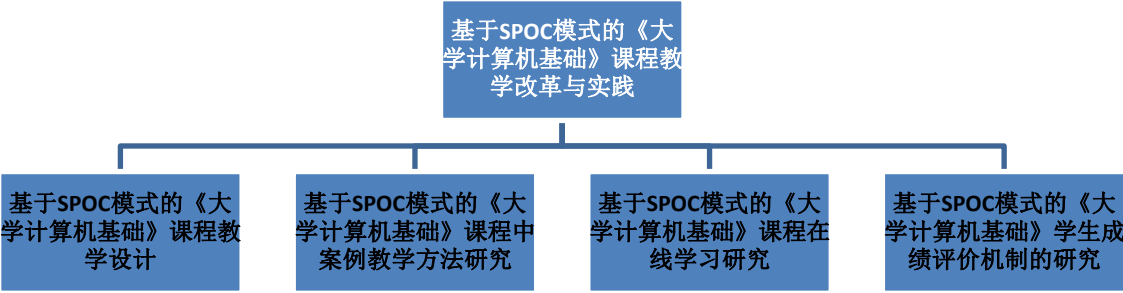 基于SPOC模式的《大
学计算机基础》课程教
学改革与实践
基于SPOC模式的《大
学计算机基础》课程教
学设计
基于SPOC模式的《大
学计算机基础》课程中
案例教学方法研究
基于SPOC模式的《大
学计算机基础》课程在
线学习研究
基于SPOC模式的《大
学计算机基础》学生成
绩评价机制的研究